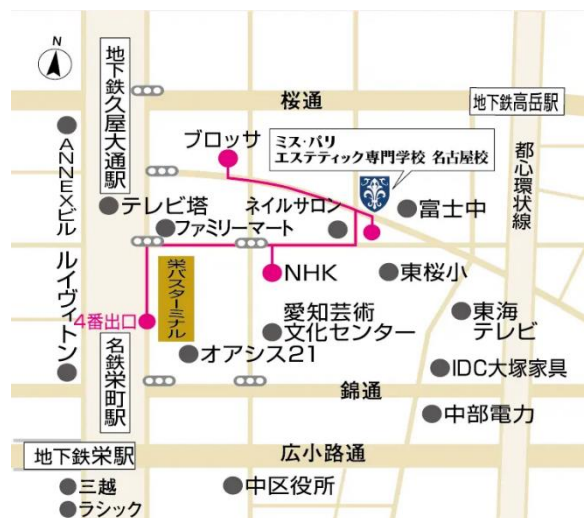 N
地下鉄久屋大通駅
桜通
地下鉄高岳駅
ブロッサ
ミス・パリ
エステティック専門学校 名古屋校
都心環状線
ANNEXビル
テレビ塔
ネイルサロン
富士中
ファミリーマート
ルイヴィトン
栄バスターミナル
NHK
東桜小
4番出口
愛知芸術
文化センター
東海
テレビ
名鉄栄町駅
オアシス21
IDC大塚家具
錦通
中部電力
地下鉄栄駅
広小路通
三越
中区役所
ラシック